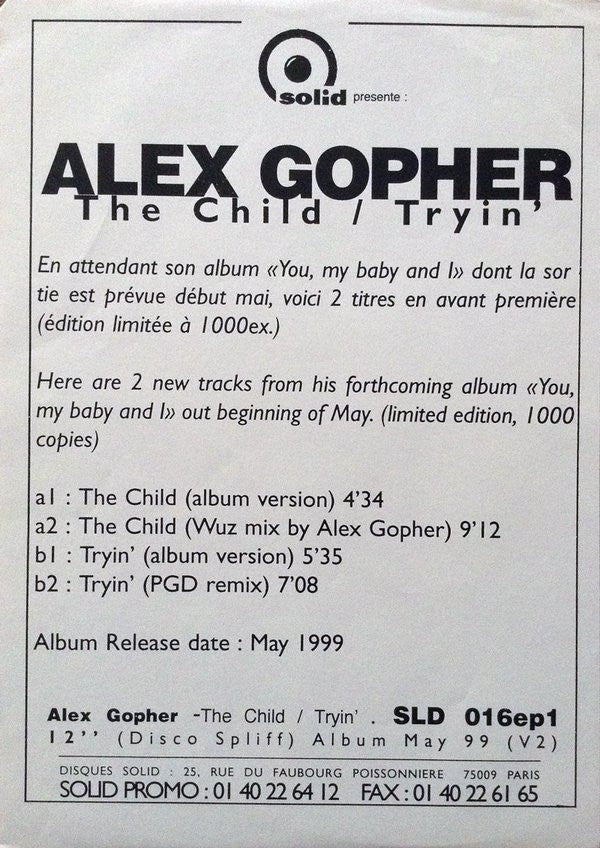 solid presente :
ALEX GOPHER
The Child / Tryin'
En attendant son album «You, my baby and I» dont la sor
tie est prévue début mai, voici 2 titres en avant première
(édition limitée à 1000ex.)
Here are 2 new tracks from his forthcoming album «You,
my baby and I» out beginning of May. (limited edition, 1000
copies)
a1 : The Child (album version) 4'34
a2 : The Child (Wuz mix by Alex Gopher) 9'12
b1 : Tryin' (album version) 5'35
b2 : Tryin' (PGD remix) 7'08
Album Release date : May 1999
Alex Gopher -The Child / Tryin' . SLD 016ep1
12'' (Disco Spliff) Album May 99 (V2)
DISQUES SOLID : 25, RUE DU FAUBOURG POISSONNIERE 75009 PARIS
SOLID PROMO : 01 40 22 64 12 FAX : 01 40 22 61 65